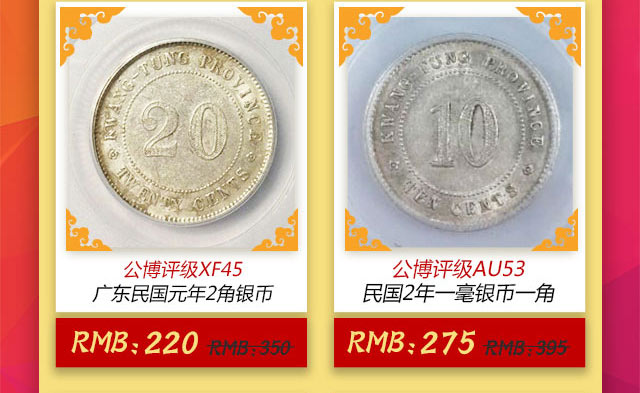 KWANG-TUNG PROVINCE
20
TWENTY CENTS
公博评级XF45
广东民国元年2角银币
RMB:220 RMB:350
KWANG-TUNG PROVINCE
10
TEN CENTS
公博评级AU53
民国2年一毫银币一角
RMB:275 RMB:395